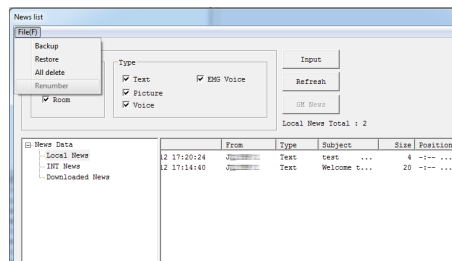 News list
File(F)
Backup
Restore
All delete
Renumber
Room
Type
Text
EMG Voice
Picture
Voice
Input
Refresh
GM News
Local News Total : 2
News Data
Local News
INT News
Downloaded News
From Type Subject Size Position
12 17:20:24 Text test ... 4 -:-- ...
12 17:14:40 Text Welcome t... 20 -:-- ...